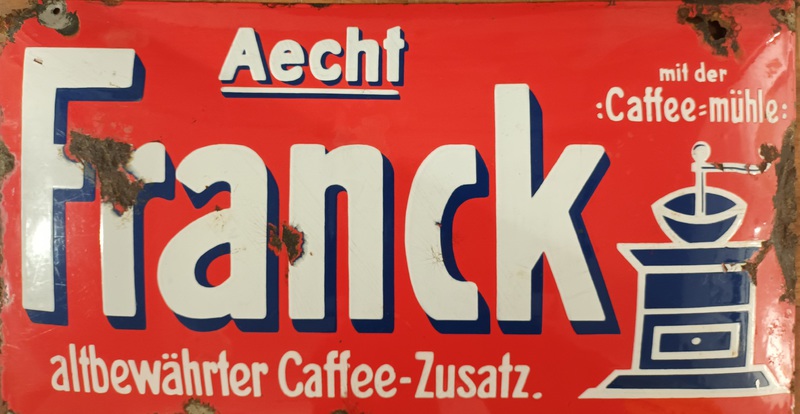 Aecht
Franck
mit der
:Caffee=mühle:
altbewährter Caffee-Zusatz.